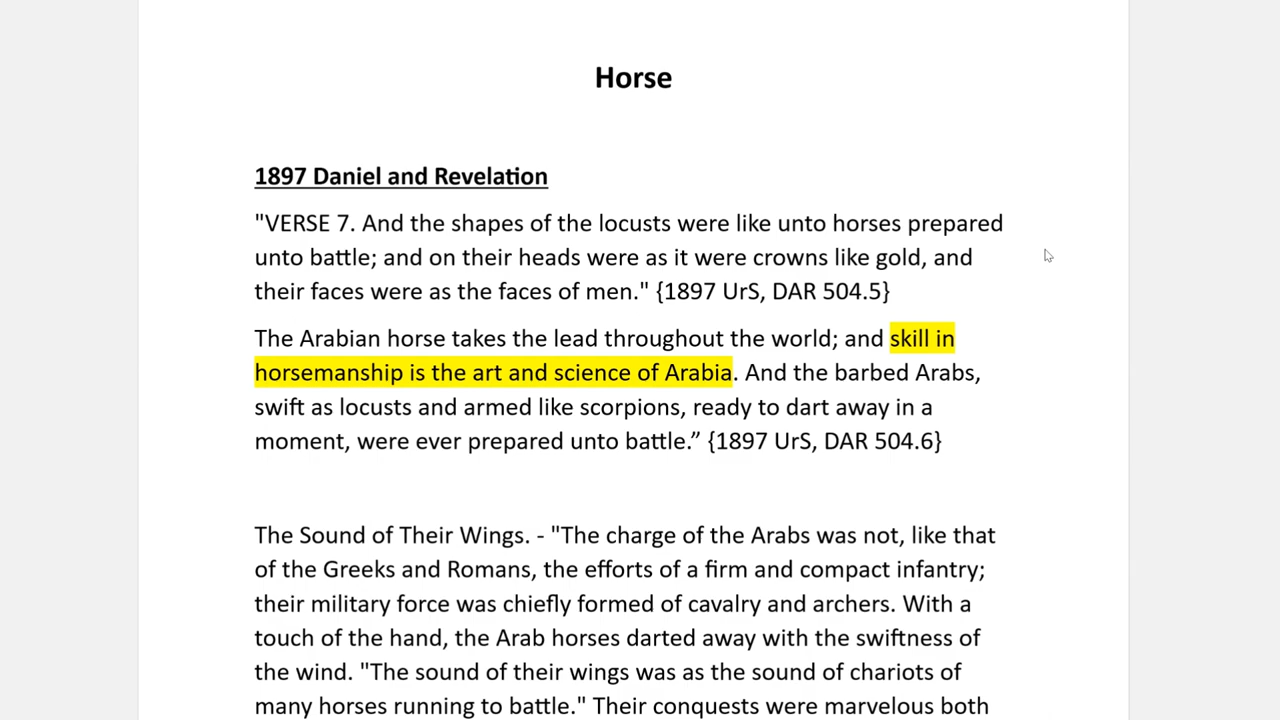 Horse
1897 Daniel and Revelation
"VERSE 7. And the shapes of the locusts were like unto horses prepared
unto battle; and on their heads were as it were crowns like gold, and
their faces were as the faces of men." {1897 UrS, DAR 504.5}
The Arabian horse takes the lead throughout the world; and skill in
horsemanship is the art and science of Arabia. And the barbed Arabs,
swift as locusts and armed like scorpions, ready to dart away in a
moment, were ever prepared unto battle.” {1897 UrS, DAR 504.6}
The Sound of Their Wings. - "The charge of the Arabs was not, like that
of the Greeks and Romans, the efforts of a firm and compact infantry;
their military force was chiefly formed of cavalry and archers. With a
touch of the hand, the Arab horses darted away with the swiftness of
the wind. "The sound of their wings was as the sound of chariots of
many horses running to battle." Their conquests were marvelous both